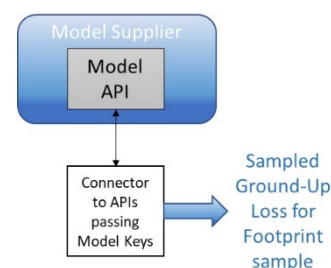 Model Supplier
Model
API
Connector
to APIs
passing
Model Keys
Sampled
Ground-Up
Loss for
Footprint
sample